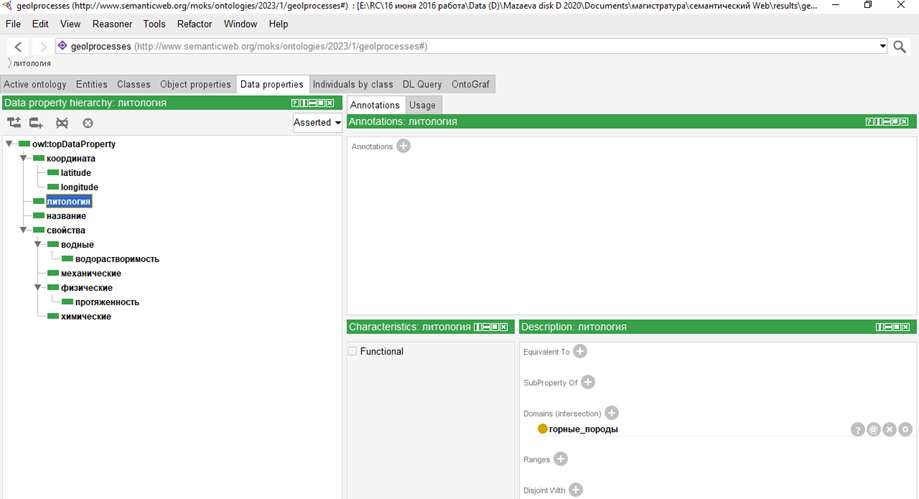 geolprocesses (http://www.semanticweb.org/moks/ontologies/2023/1/geolprocesses#) : [E:\RC\16 июня 2016 работа\Data (D)\Mazaeva disk D 2020\Documents\магистратура\семантический Web\results\ge...
File Edit View Reasoner Tools Refactor Window Help
geolprocesses (http://www.semanticweb.org/moks/ontologies/2023/1/geolprocesses#)
литология
Active ontology Entities Classes Object properties Data properties Individuals by class DL Query OntoGraf
Data property hierarchy: литология
Asserted
owl:topDataProperty
координата
latitude
longitude
литология
название
свойства
водные
водорастворимость
механические
физические
протяженность
химические
Annotations Usage
Annotations: литология
Annotations
Characteristics: литология
Functional
Description: литология
Equivalent To
SubProperty Of
Domains (intersection)
горные_породы
Ranges
Disjoint With